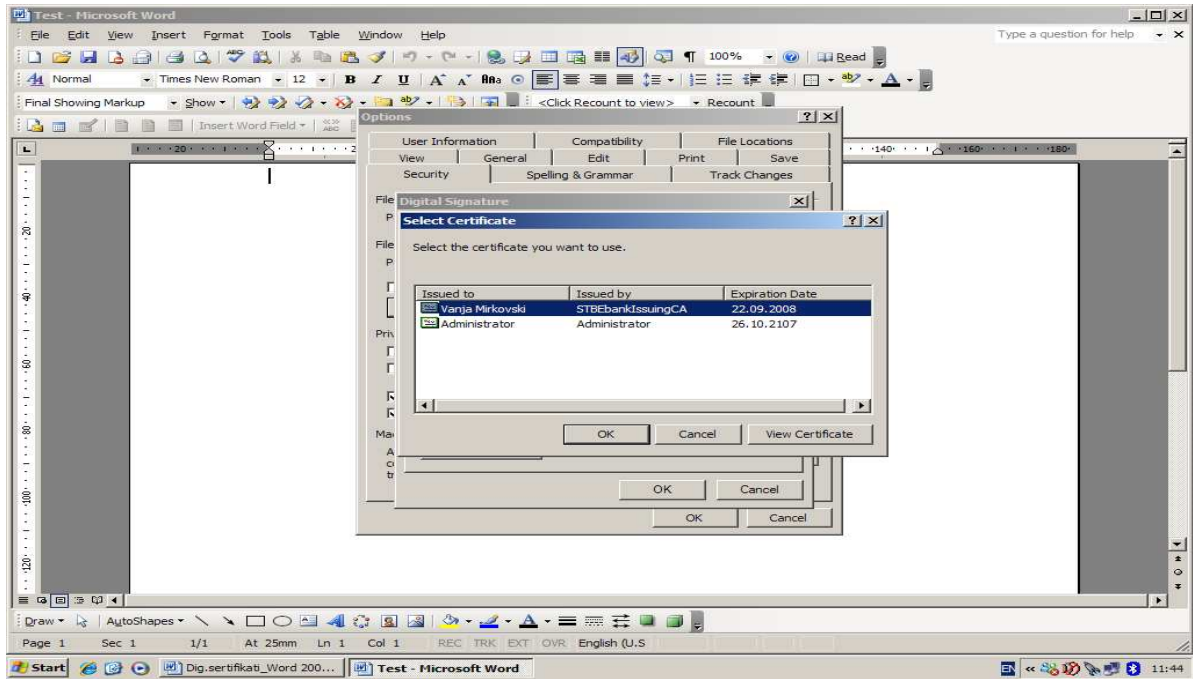 Test - Microsoft Word
File Edit View Insert Format Tools Table Window Help Type a question for help
100% Read
Normal Times New Roman 12 B I U
Final Showing Markup Show <Click Recount to view> Recount
Insert Word Field
Options
User Information Compatibility File Locations
View General Edit Print Save
Security Spelling & Grammar Track Changes
File
Digital Signature
Select Certificate
File
Select the certificate you want to use.
Issued to Issued by Expiration Date
Vanja Mirkovski STBEbankIssuingCA 22.09.2008
Administrator Administrator 26.10.2107
OK Cancel View Certificate
OK Cancel
OK Cancel
Draw AutoShapes
Page 1 Sec 1 1/1 At 25mm Ln 1 Col 1 REC TRK EXT OVR English (U.S
Start Dig.sertifikati_Word 200... Test - Microsoft Word EN 11:44